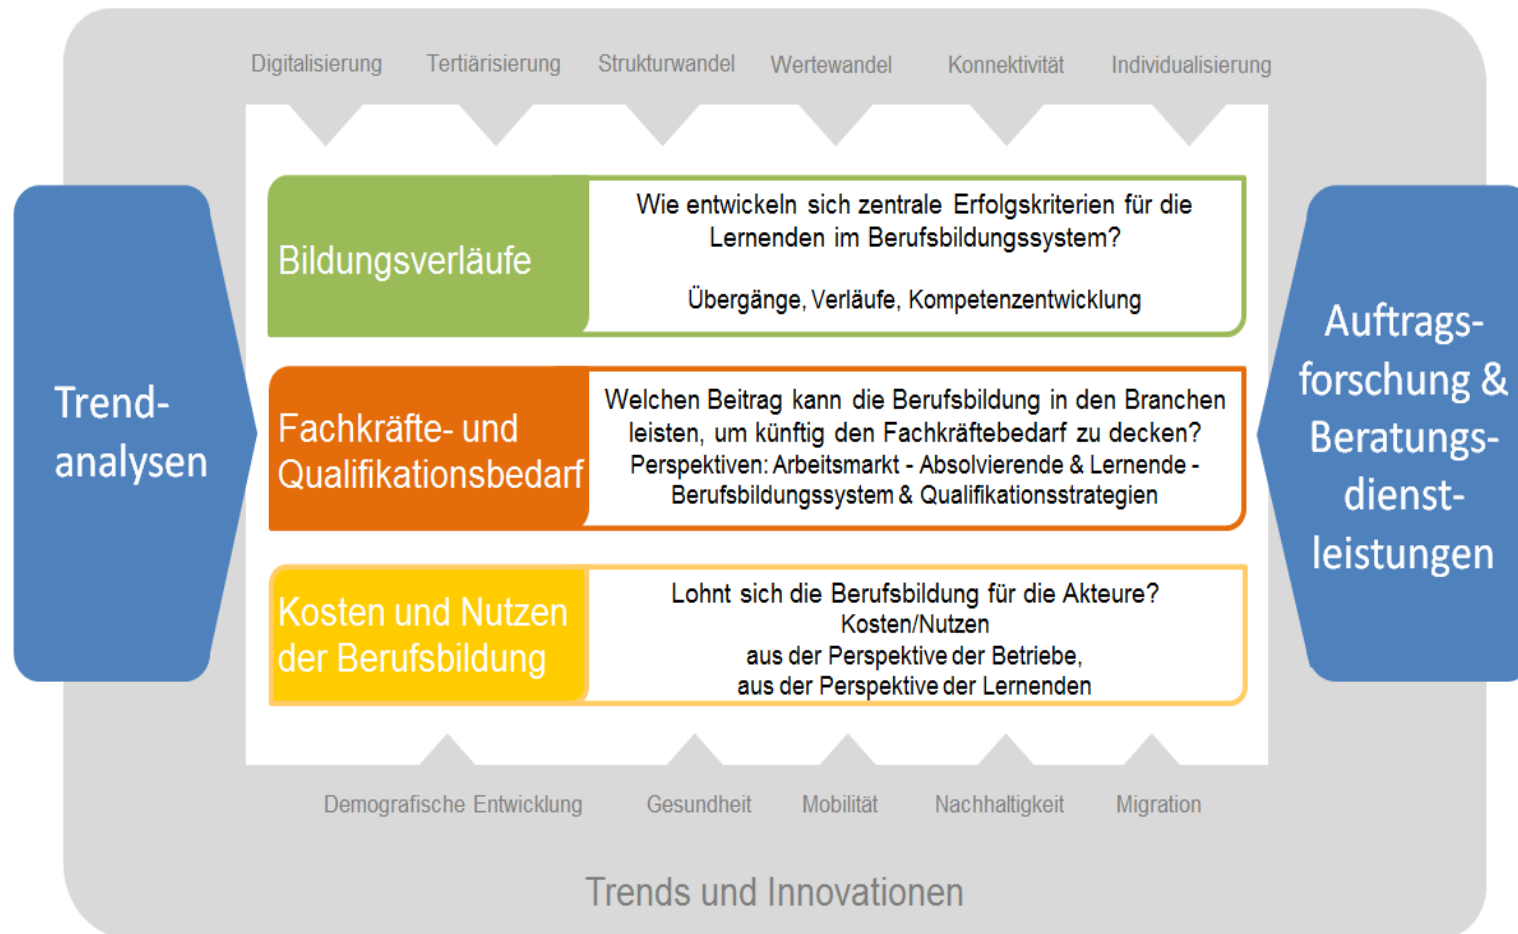 Digitalisierung Tertiärisierung Strukturwandel Wertewandel Konnektivität Individualisierung
Trend-
analysen
Bildungsverläufe
Wie entwickeln sich zentrale Erfolgskriterien für die
Lernenden im Berufsbildungssystem?
Übergänge, Verläufe, Kompetenzentwicklung
Fachkräfte- und
Qualifikationsbedarf
Welchen Beitrag kann die Berufsbildung in den Branchen
leisten, um künftig den Fachkräftebedarf zu decken?
Perspektiven: Arbeitsmarkt - Absolvierende & Lernende -
Berufsbildungssystem & Qualifikationsstrategien
Kosten und Nutzen
der Berufsbildung
Lohnt sich die Berufsbildung für die Akteure?
Kosten/Nutzen
aus der Perspektive der Betriebe,
aus der Perspektive der Lernenden
Auftrags-
forschung &
Beratungs-
dienst-
leistungen
Demografische Entwicklung Gesundheit Mobilität Nachhaltigkeit Migration
Trends und Innovationen